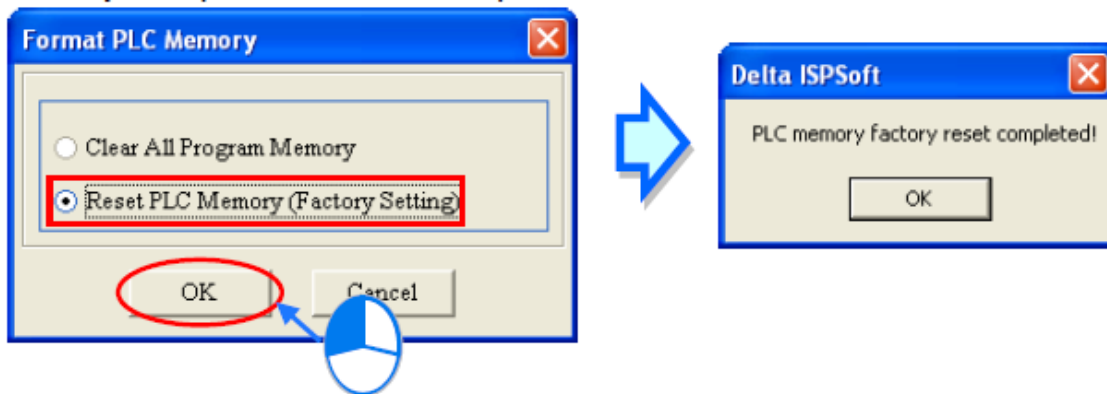 Format PLC Memory
Clear All Program Memory
Reset PLC Memory (Factory Setting)
OK
Cancel
Delta ISPSoft
PLC memory factory reset completed!
OK